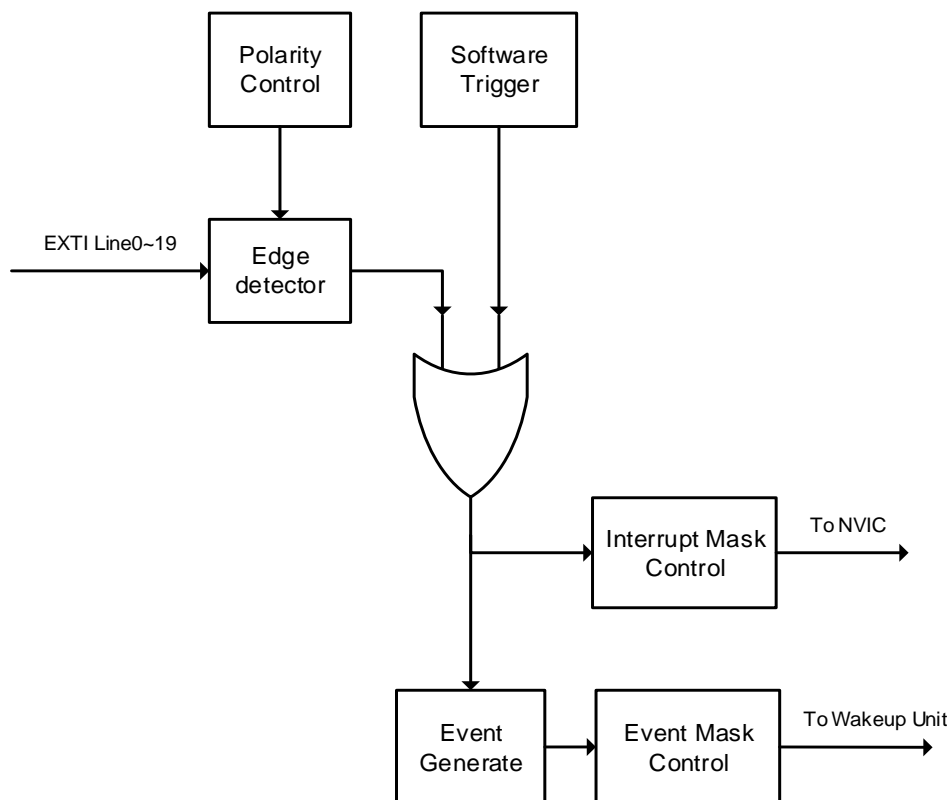 Polarity
Control
Software
Trigger
EXTI Line0~19
Edge
detector
Interrupt Mask
Control
To NVIC
Event
Generate
Event Mask
Control
To Wakeup Unit